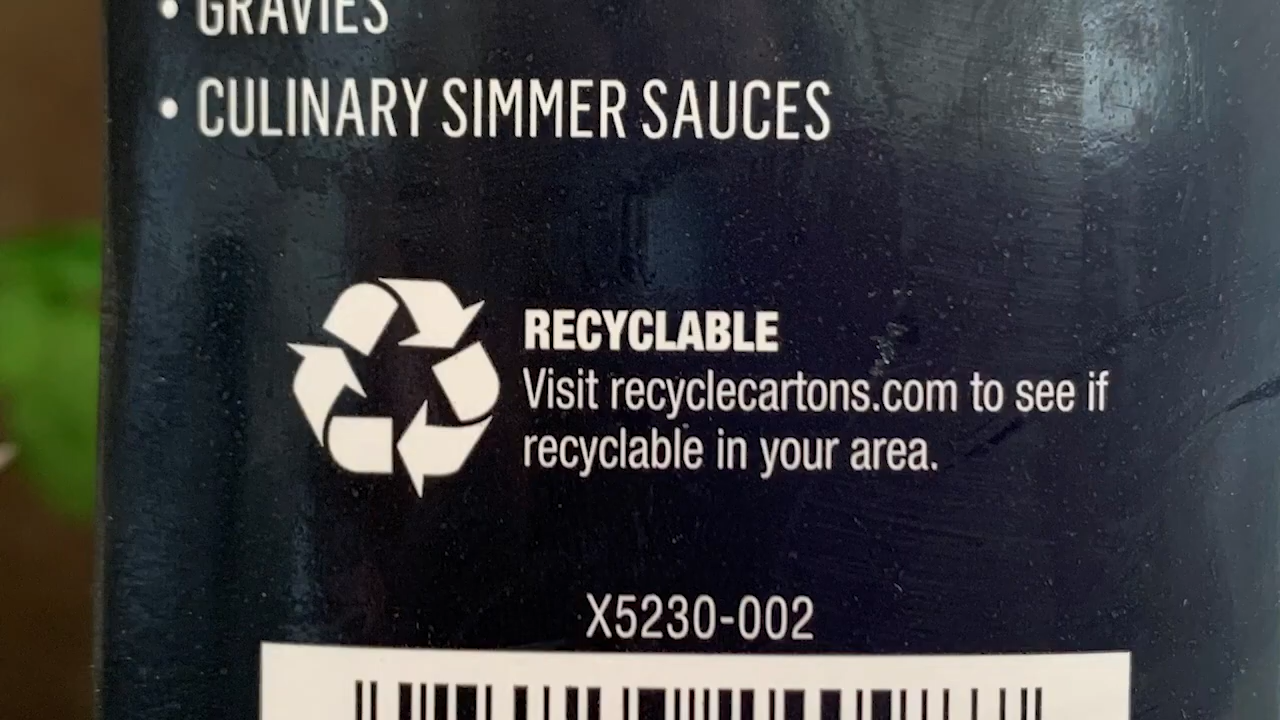 • GRAVIES
• CULINARY SIMMER SAUCES
RECYCLABLE
Visit recyclecartons.com to see if
recyclable in your area.
X5230-002